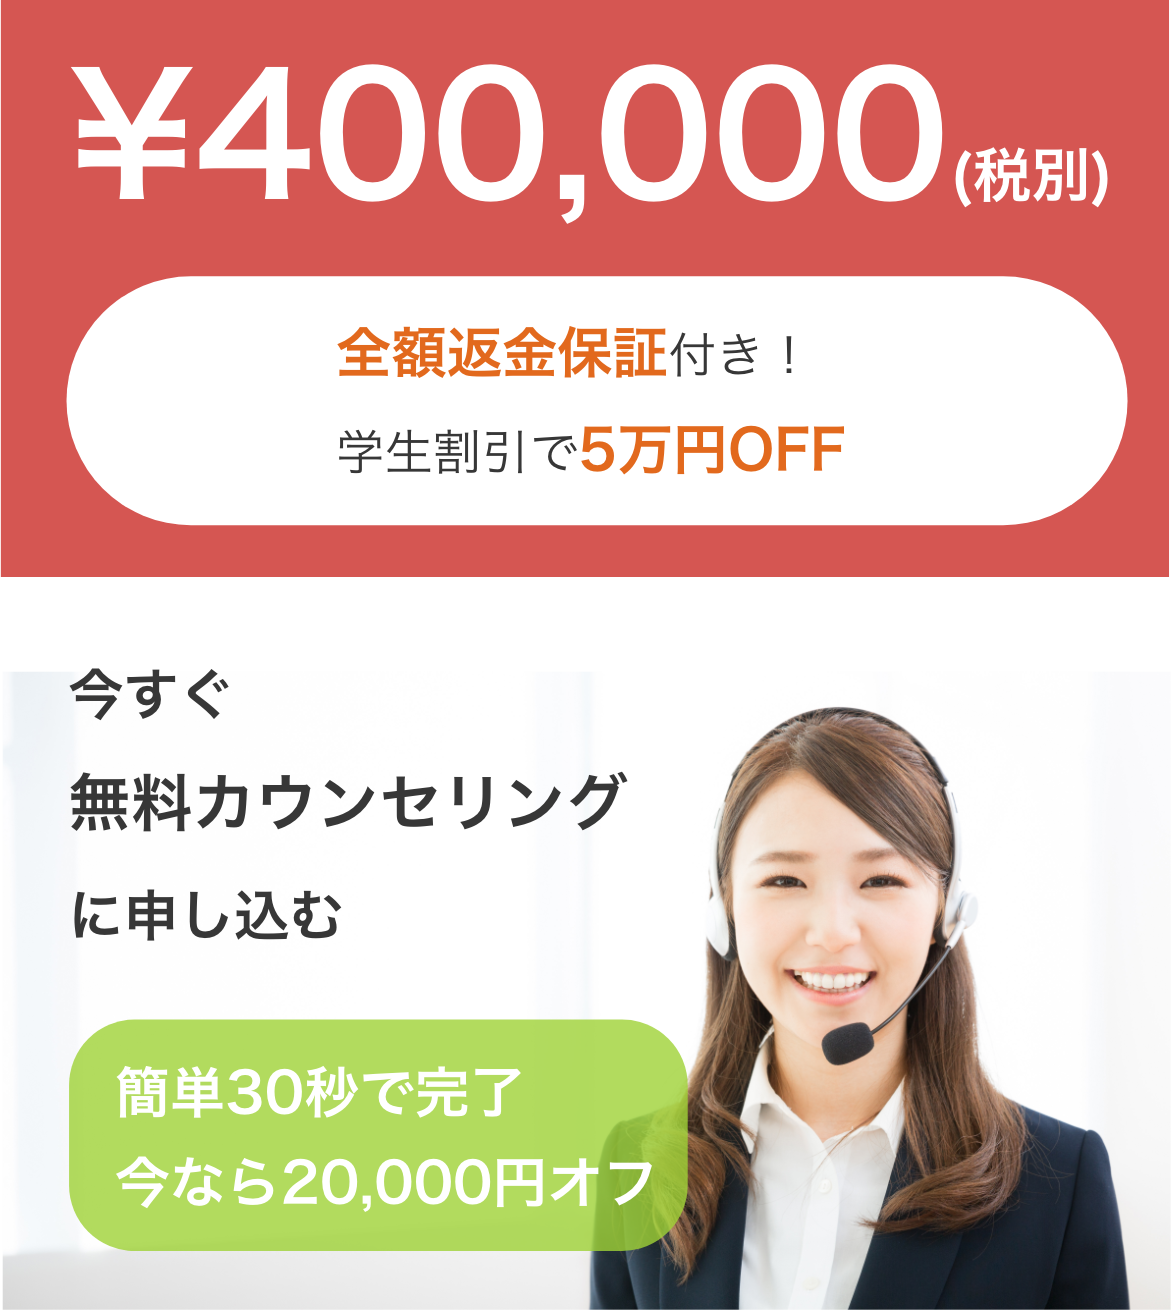 ¥400,000(税別)
全額返金保証付き！
学生割引で5万円OFF
今すぐ
無料カウンセリング
に申し込む
簡単30秒で完了
今なら20,000円オフ